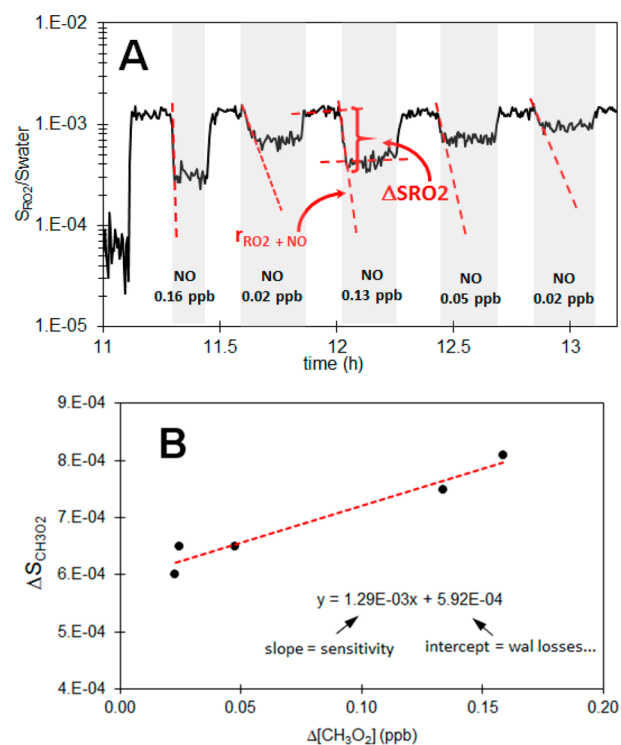 1.E-02
A
1.E-03
1.E-04
1.E-05
S_RO2/Swater
ΔSRO2
r_RO2 + NO
NO NO NO NO NO
0.16 ppb 0.02 ppb 0.13 ppb 0.05 ppb 0.02 ppb
11 11.5 12 12.5 13
time (h)
9.E-04
B
8.E-04
7.E-04
6.E-04
5.E-04
4.E-04
ΔS_CH3O2
y = 1.29E-03x + 5.92E-04
slope = sensitivity intercept = wal losses...
0.00 0.05 0.10 0.15 0.20
Δ[CH₃O₂] (ppb)